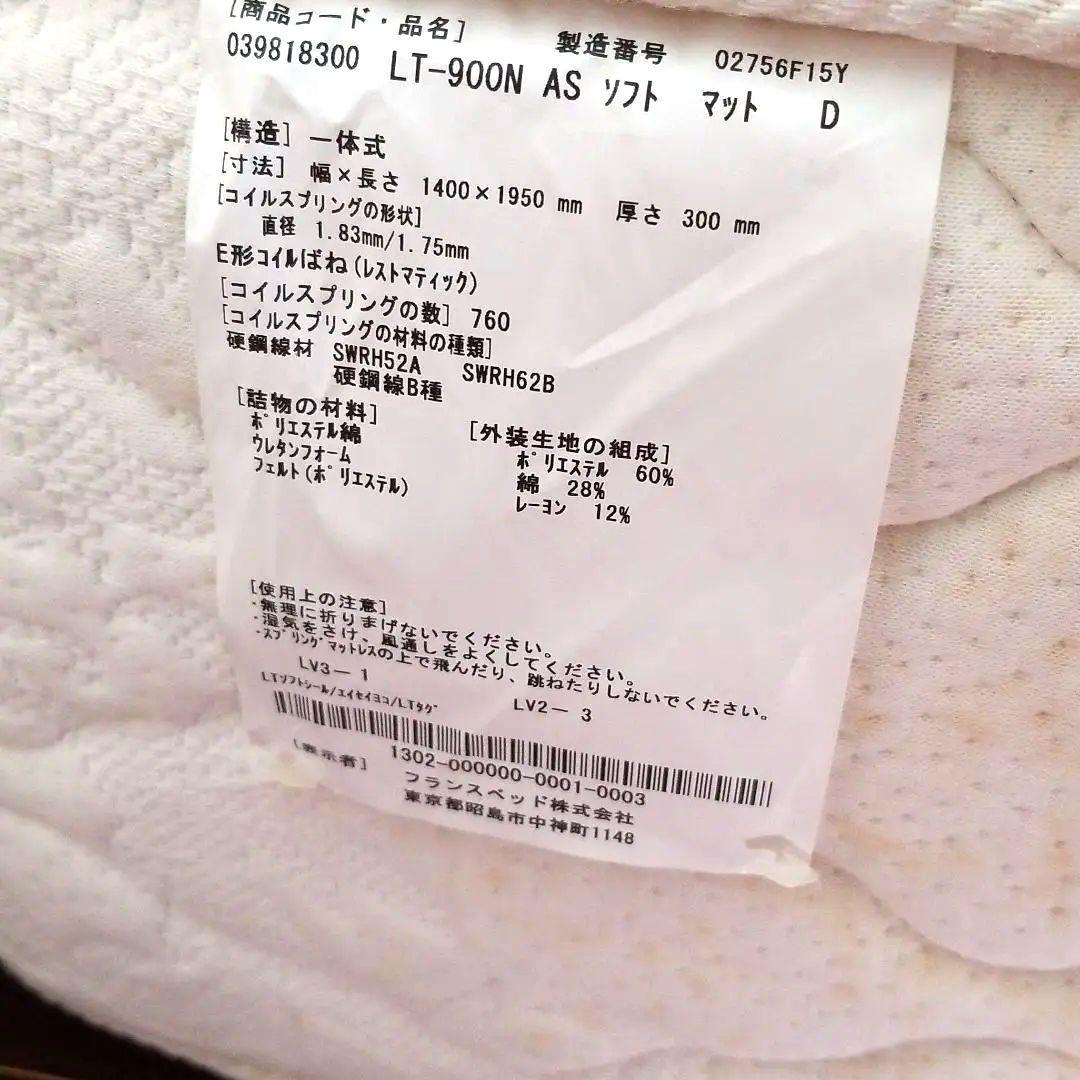 [商品コード・品名]
製造番号 02756F15Y
039818300 LT-900N AS ソフト マット D
[構造] 一体式
[寸法] 幅×長さ 1400×1950 mm 厚さ 300 mm
[コイルスプリングの形状]
直径 1.83mm/1.75mm
E形コイルばね(レストマティック)
[コイルスプリングの数] 760
[コイルスプリングの材料の種類]
硬鋼線材 SWRH52A SWRH62B
硬鋼線B種
[詰物の材料]
ポリエステル綿
ウレタンフォーム
フェルト(ポリエステル)
[外装生地の組成]
ポリエステル 60%
綿 28%
レーヨン 12%
[使用上の注意]
・無理に折りまげないでください。
・湿気をさけ、風通しをよくしてください。
・スプリングマットレスの上で飛んだり、跳ねたりしないでください。
LV3－ 1
LV2－ 3
LTソフトシール/エイセイヨコ/LTタグ
1302-000000-0001-0003
[表示者]
フランスベッド株式会社
東京都昭島市中神町1148